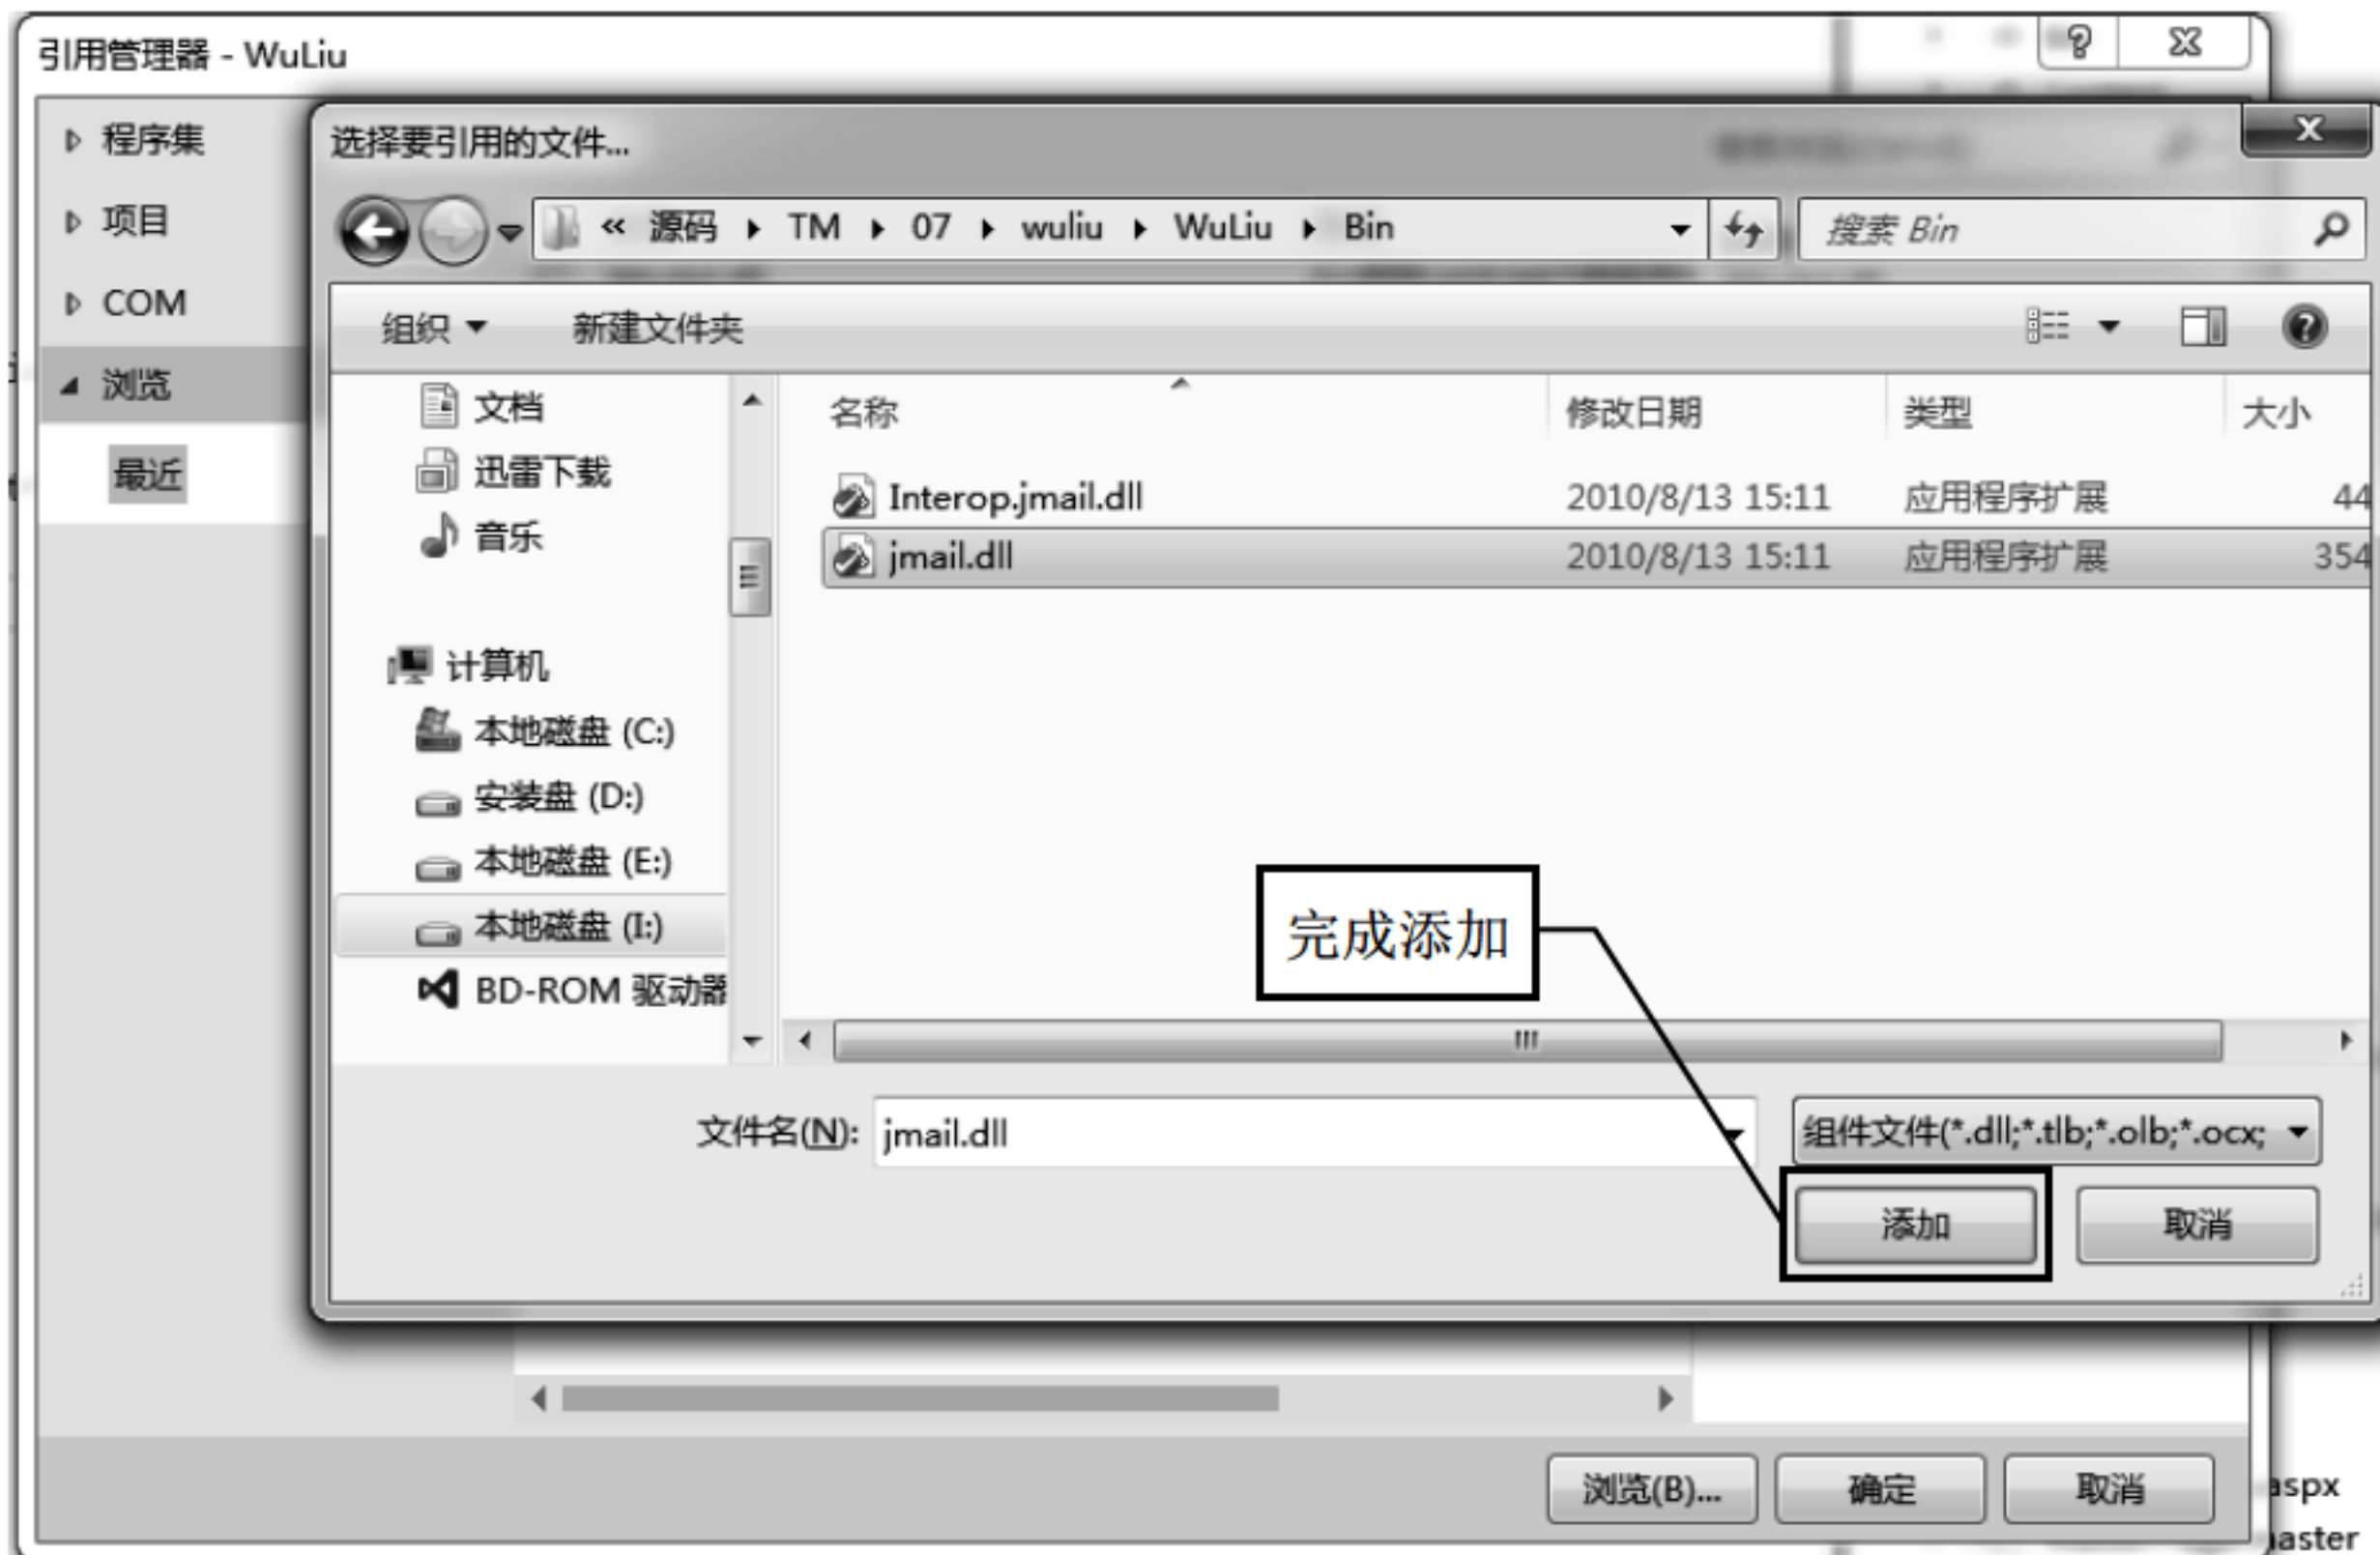 引用管理器 - WuLiu
程序集
项目
COM
浏览
最近
选择要引用的文件...
« 源码 ▸ TM ▸ 07 ▸ wuliu ▸ WuLiu ▸ Bin
搜索 Bin
组织 新建文件夹
文档
迅雷下载
音乐
计算机
本地磁盘 (C:)
安装盘 (D:)
本地磁盘 (E:)
本地磁盘 (I:)
BD-ROM 驱动器
名称 修改日期 类型 大小
Interop.jmail.dll 2010/8/13 15:11 应用程序扩展 44
jmail.dll 2010/8/13 15:11 应用程序扩展 354
完成添加
文件名(N): jmail.dll
组件文件(*.dll;*.tlb;*.olb;*.ocx;
添加 取消
浏览(B)... 确定 取消
aspx
master